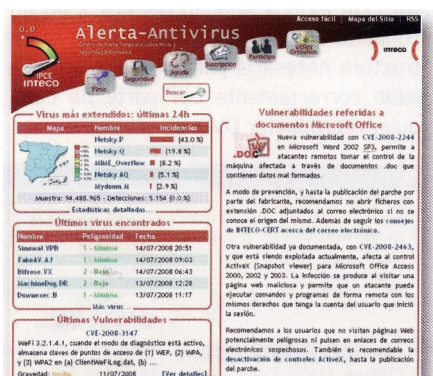 Acceso fácil | Mapa del Sitio | RSS
0.0
Alerta-Antivirus
Centro de Alerta Temprana sobre Virus y
Seguridad Informática
IPCE
INTECO
Virus
Seguridad
Ayuda
Suscripción
Participa
Útiles
Gratuitos
inteco
Buscar
Virus más extendidos: últimas 24h
Mapa Nombre Incidencias
Netsky.P (43.0 %)
Netsky.Q (19.8 %)
MIME_Overflow (8.2 %)
Netsky.AQ (5.1 %)
Mydoom.M (2.9 %)
Muestra: 94.488.965 - Detecciones: 5.154 (0.0 %)
Estadísticas detalladas
Últimos virus encontrados
Nombre Peligrosidad Fecha
Sinowal.VPB 1 - Mínima 14/07/2008 20:51
FakeAV.AJ 1 - Mínima 14/07/2008 09:03
Bifrose.VX 2 - Baja 14/07/2008 06:43
MachineDog.DR 2 - Baja 13/07/2008 12:28
Downexec.B 1 - Mínima 13/07/2008 11:17
Más virus
Últimas Vulnerabilidades
CVE-2008-3147
WeFi 3.2.1.4.1, cuando el modo de diagnóstico está activo,
almacena claves de puntos de acceso de (1) WEP, (2) WPA,
y (3) WPA2 en (a) ClientWeFiLog.dat, (b) ...
Gravedad: Media 11/07/2008 [Ver detalles]
Vulnerabilidades referidas a
documentos Microsoft Office
.DOC
Nueva vulnerabilidad con CVE-2008-2244
en Microsoft Word 2002 SP3, permite a
atacantes remotos tomar el control de la
máquina afectada a través de documentos .doc que
contienen datos mal formados.
A modo de prevención, y hasta la publicación del parche por
parte del fabricante, recomendamos no abrir ficheros con
extensión .DOC adjuntados al correo electrónico si no se
conoce el origen del mismo. Además de seguir los consejos
de INTECO-CERT acerca del correo electrónico.
Otra vulnerabilidad ya documentada, con CVE-2008-2463,
y que está siendo explotada actualmente, afecta al control
ActiveX (Snapshot viewer) para Microsoft Office Access
2000, 2002 y 2003. La infección se produce al visitar una
página web maliciosa y permite que un atacante pueda
ejecutar comandos y programas de forma remota con los
mismos derechos que tenga la cuenta del usuario que inició
la sesión.
Recomendamos a los usuarios que no visiten páginas Web
potencialmente peligrosas ni pulsen en enlaces de correos
electrónicos sospechosos. También es recomendable la
desactivación de controles ActiveX, hasta la publicación
del parche.